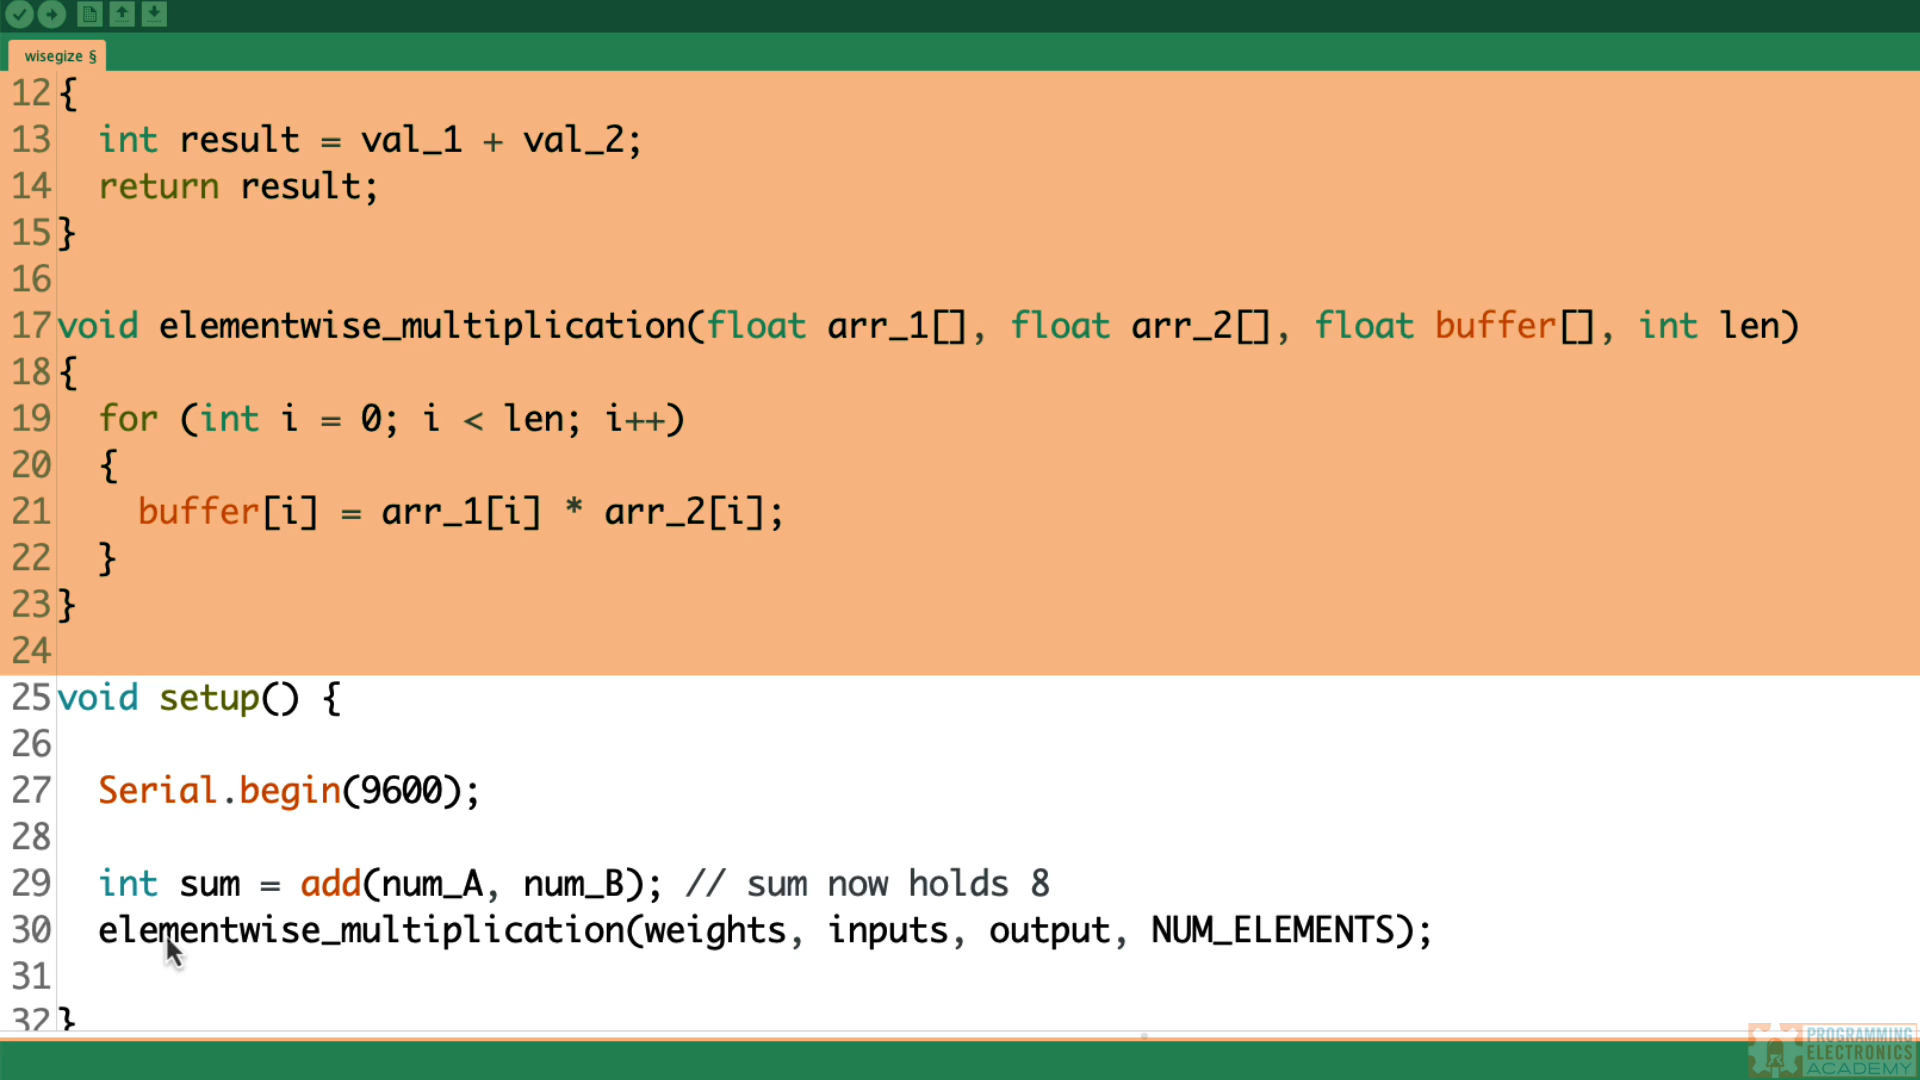 wisegize §
12 {
13   int result = val_1 + val_2;
14   return result;
15 }
16
17 void elementwise_multiplication(float arr_1[], float arr_2[], float buffer[], int len)
18 {
19   for (int i = 0; i < len; i++)
20   {
21     buffer[i] = arr_1[i] * arr_2[i];
22   }
23 }
24
25 void setup() {
26
27   Serial.begin(9600);
28
29   int sum = add(num_A, num_B); // sum now holds 8
30   elementwise_multiplication(weights, inputs, output, NUM_ELEMENTS);
31
32 }
PROGRAMMING
ELECTRONICS
ACADEMY